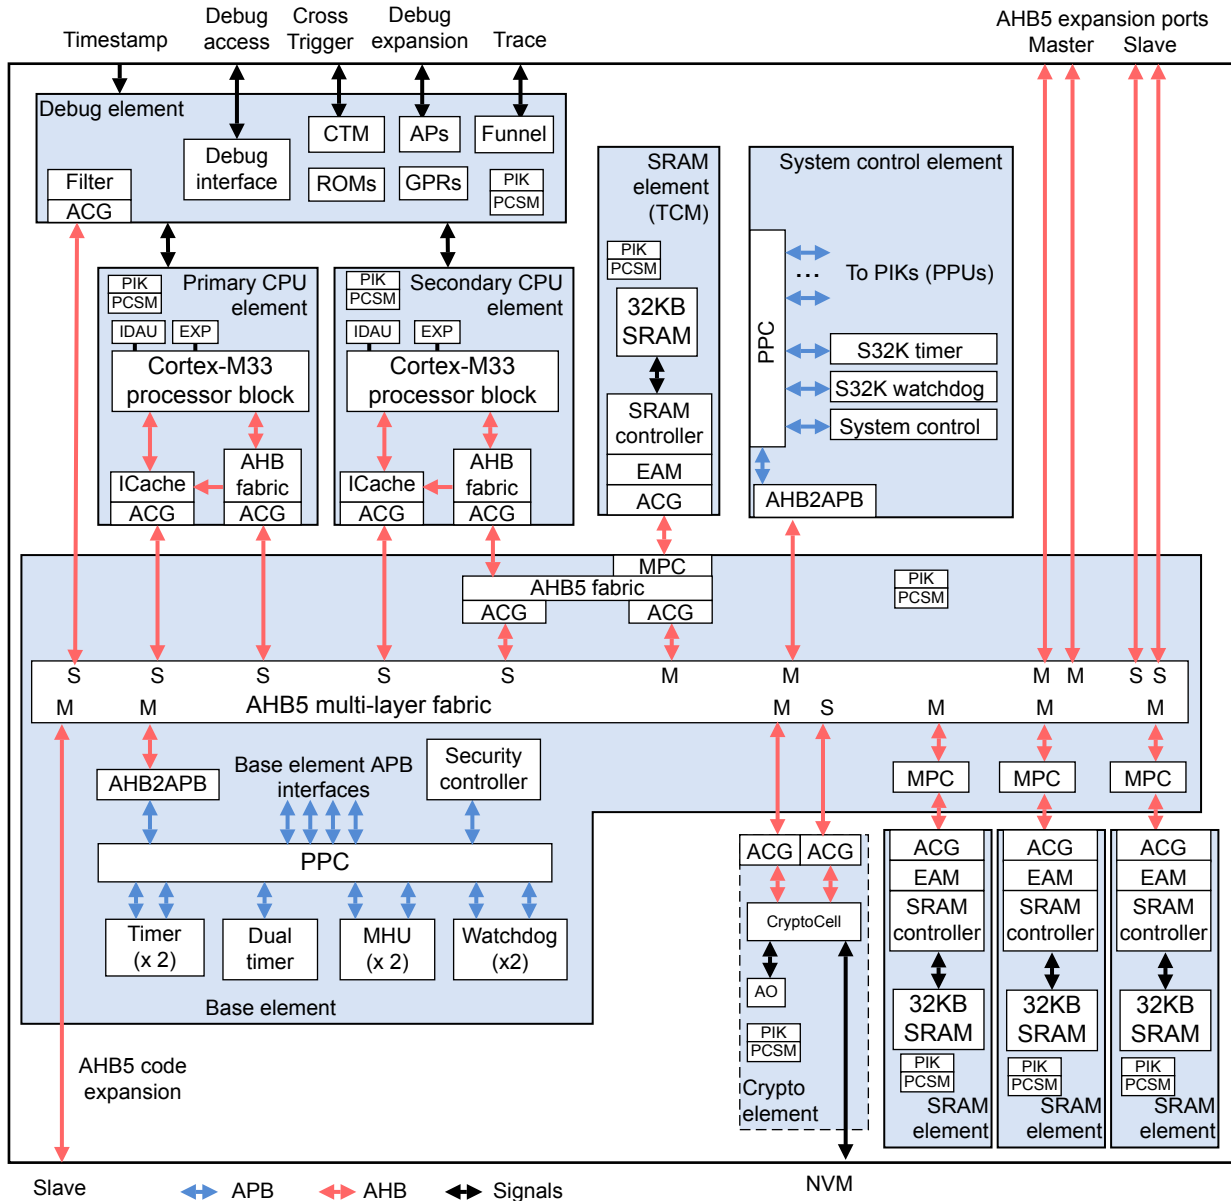 Timestamp
Debug
access
Cross
Trigger
Debug
expansion
Trace
AHB5 expansion ports
Master
Slave
Debug element
Debug
interface
CTM
APs
Funnel
ROMs
GPRs
PIK
PCSM
Filter
ACG
SRAM
element
(TCM)
PIK
PCSM
32KB
SRAM
SRAM
controller
EAM
ACG
System control element
PPC
...
To PIKs (PPUs)
S32K timer
S32K watchdog
System control
AHB2APB
PIK
PCSM
Primary CPU
element
IDAU
EXP
Cortex-M33
processor block
ICache
ACG
AHB
fabric
ACG
PIK
PCSM
Secondary CPU
element
IDAU
EXP
Cortex-M33
processor block
ICache
ACG
AHB
fabric
ACG
MPC
AHB5 fabric
ACG
ACG
PIK
PCSM
S S S S S M M M M S S
AHB5 multi-layer fabric
M M M S M M M
AHB2APB
Base element APB
interfaces
Security
controller
PPC
Timer
(x 2)
Dual
timer
MHU
(x 2)
Watchdog
(x2)
Base element
MPC
MPC
MPC
ACG
ACG
CryptoCell
AO
PIK
PCSM
Crypto
element
ACG
EAM
SRAM
controller
32KB
SRAM
PIK
PCSM
SRAM
element
ACG
EAM
SRAM
controller
32KB
SRAM
PIK
PCSM
SRAM
element
ACG
EAM
SRAM
controller
32KB
SRAM
PIK
PCSM
SRAM
element
AHB5 code
expansion
Slave
APB
AHB
Signals
NVM